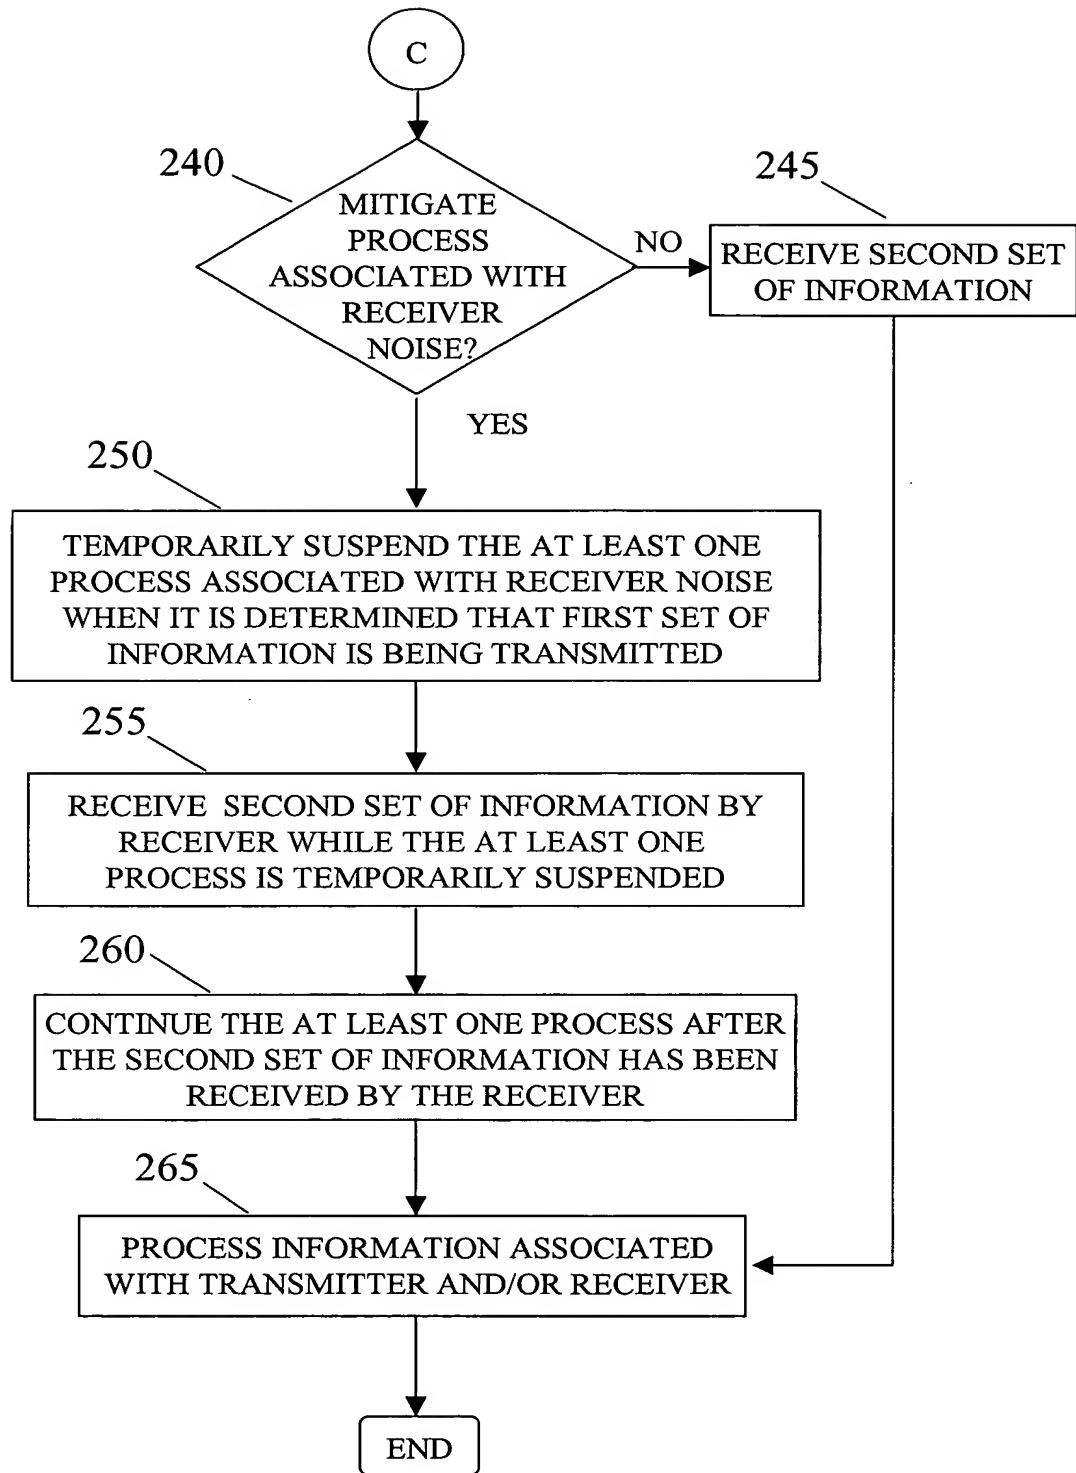 C
240
MITIGATE
PROCESS
ASSOCIATED WITH
RECEIVER
NOISE?
NO
245
RECEIVE SECOND SET
OF INFORMATION
YES
250
TEMPORARILY SUSPEND THE AT LEAST ONE
PROCESS ASSOCIATED WITH RECEIVER NOISE
WHEN IT IS DETERMINED THAT FIRST SET OF
INFORMATION IS BEING TRANSMITTED
255
RECEIVE SECOND SET OF INFORMATION BY
RECEIVER WHILE THE AT LEAST ONE
PROCESS IS TEMPORARILY SUSPENDED
260
CONTINUE THE AT LEAST ONE PROCESS AFTER
THE SECOND SET OF INFORMATION HAS BEEN
RECEIVED BY THE RECEIVER
265
PROCESS INFORMATION ASSOCIATED
WITH TRANSMITTER AND/OR RECEIVER
END